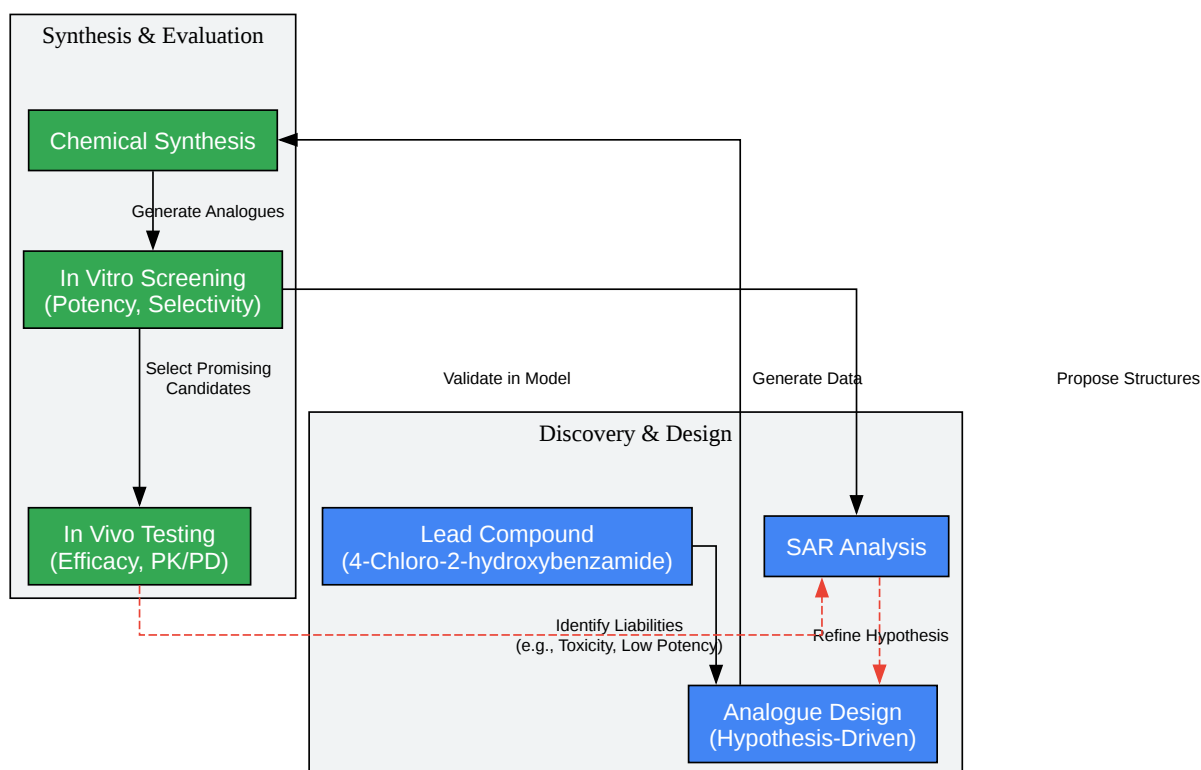 Synthesis & Evaluation
Chemical Synthesis
Generate Analogues
In Vitro Screening
(Potency, Selectivity)
Select Promising
Candidates
Validate in Model
Generate Data
Propose Structures
Discovery & Design
In Vivo Testing
(Efficacy, PK/PD)
Lead Compound
(4-Chloro-2-hydroxybenzamide)
SAR Analysis
Identify Liabilities
(e.g., Toxicity, Low Potency)
Refine Hypothesis
Analogue Design
(Hypothesis-Driven)